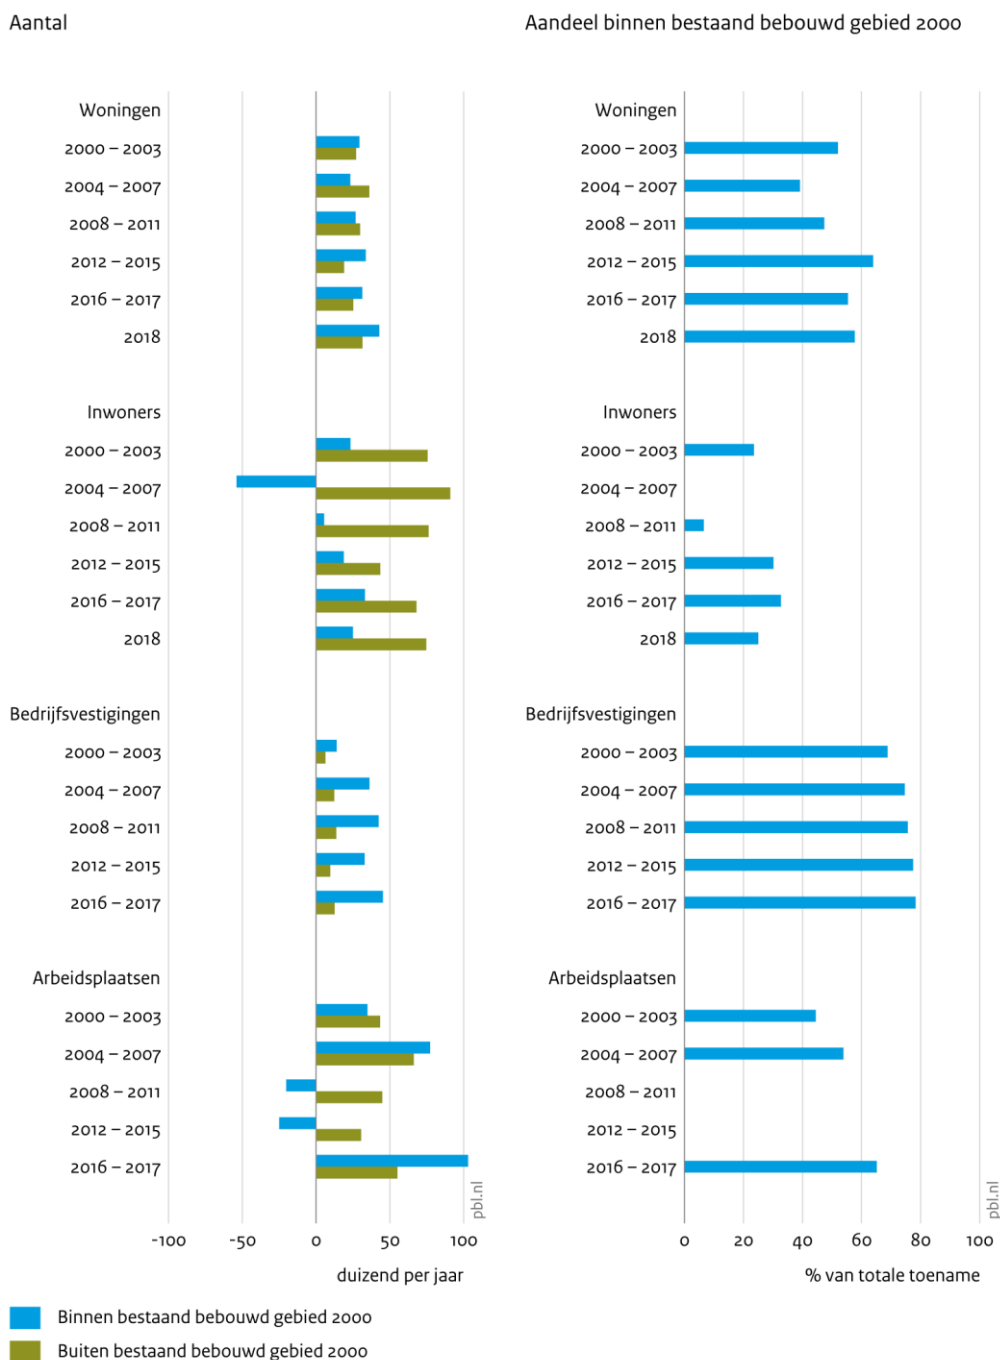 Aantal
Woningen
2000 – 2003
2004 – 2007
2008 – 2011
2012 – 2015
2016 – 2017
2018
Inwoners
2000 – 2003
2004 – 2007
2008 – 2011
2012 – 2015
2016 – 2017
2018
Bedrijfsvestigingen
2000 – 2003
2004 – 2007
2008 – 2011
2012 – 2015
2016 – 2017
Arbeidsplaatsen
2000 – 2003
2004 – 2007
2008 – 2011
2012 – 2015
2016 – 2017
pbl.nl
-100 -50 0 50 100
duizend per jaar
Aandeel binnen bestaand bebouwd gebied 2000
Woningen
2000 – 2003
2004 – 2007
2008 – 2011
2012 – 2015
2016 – 2017
2018
Inwoners
2000 – 2003
2004 – 2007
2008 – 2011
2012 – 2015
2016 – 2017
2018
Bedrijfsvestigingen
2000 – 2003
2004 – 2007
2008 – 2011
2012 – 2015
2016 – 2017
Arbeidsplaatsen
2000 – 2003
2004 – 2007
2008 – 2011
2012 – 2015
2016 – 2017
pbl.nl
0 20 40 60 80 100
% van totale toename
Binnen bestaand bebouwd gebied 2000
Buiten bestaand bebouwd gebied 2000